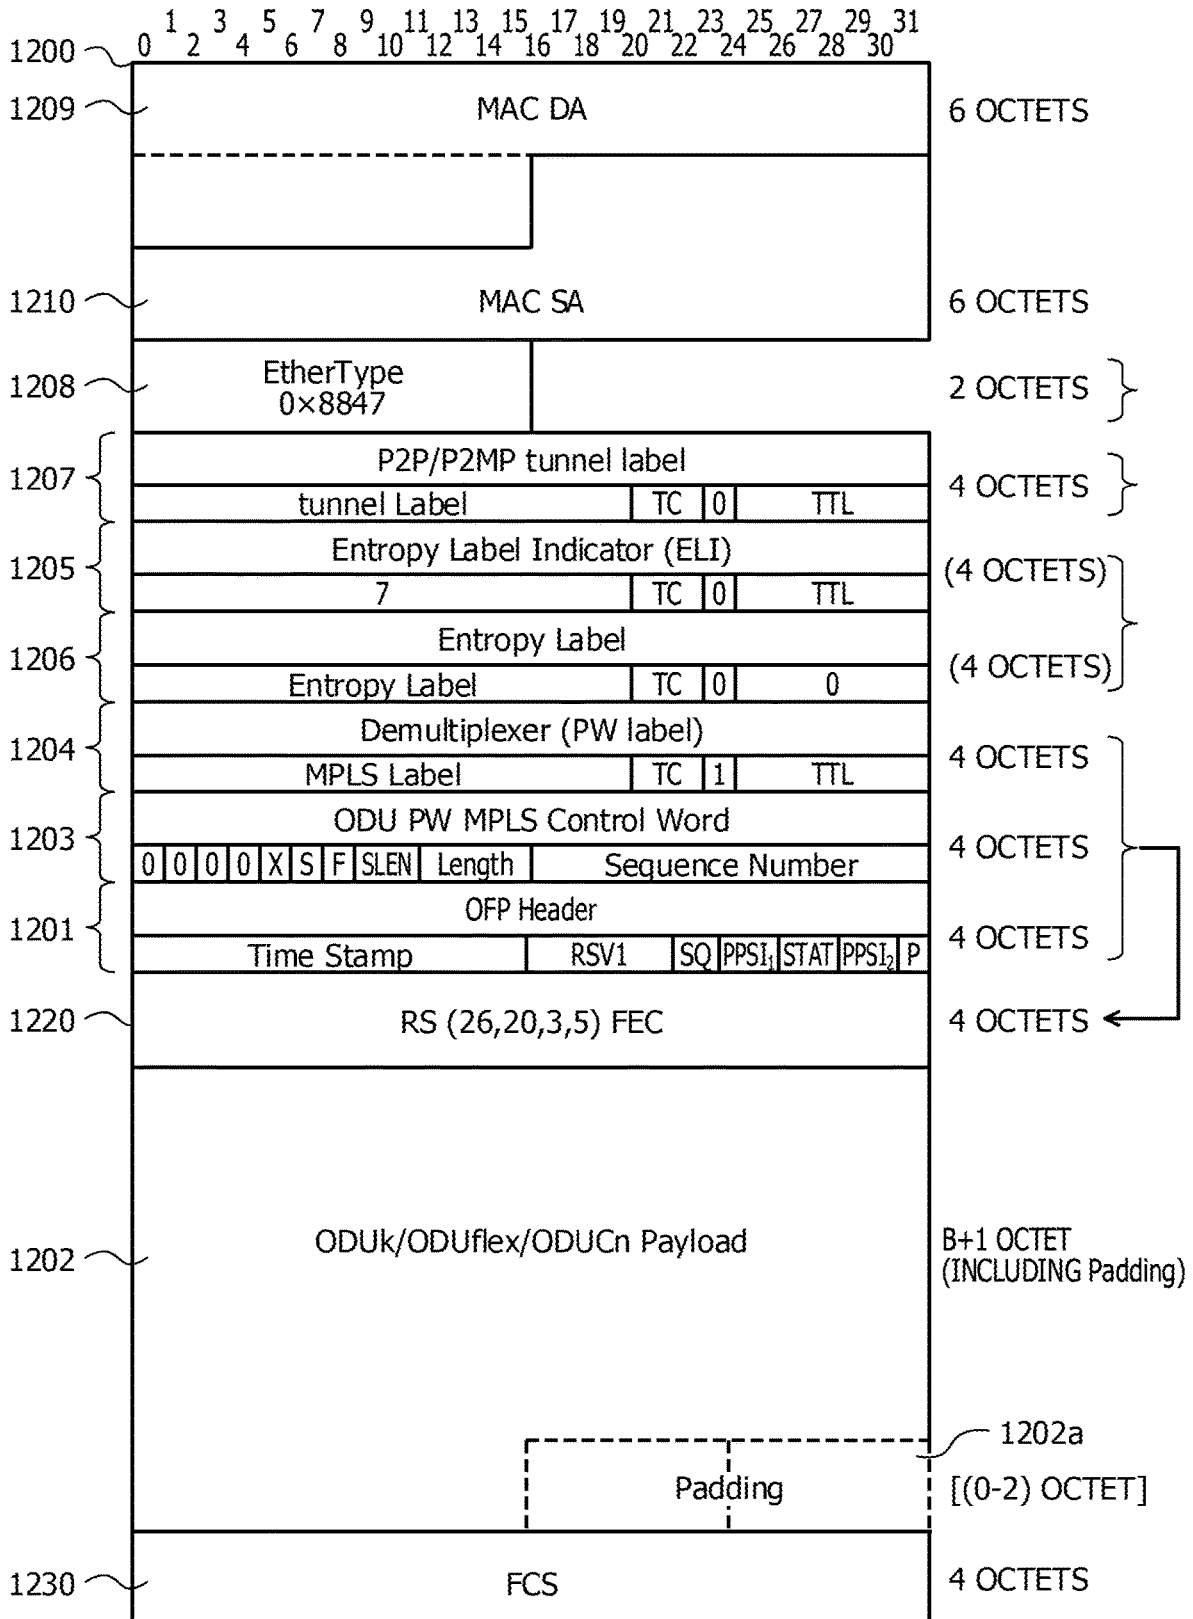 1 3 5 7 9 11 13 15 17 19 21 23 25 27 29 31
0 2 4 6 8 10 12 14 16 18 20 22 24 26 28 30
1200
1209 MAC DA 6 OCTETS
1210 MAC SA 6 OCTETS
1208 EtherType 2 OCTETS
0×8847
1207 P2P/P2MP tunnel label 4 OCTETS
tunnel Label TC 0 TTL
1205 Entropy Label Indicator (ELI) (4 OCTETS)
7 TC 0 TTL
1206 Entropy Label (4 OCTETS)
Entropy Label TC 0 0
1204 Demultiplexer (PW label) 4 OCTETS
MPLS Label TC 1 TTL
1203 ODU PW MPLS Control Word 4 OCTETS
0 0 0 0 X S F SLEN Length Sequence Number
1201 OFP Header 4 OCTETS
Time Stamp RSV1 SQ PPSI1 STAT PPSI2 P
1220 RS (26,20,3,5) FEC 4 OCTETS
1202 ODUk/ODUflex/ODUCn Payload B+1 OCTET
(INCLUDING Padding)
1202a
Padding [(0-2) OCTET]
1230 FCS 4 OCTETS